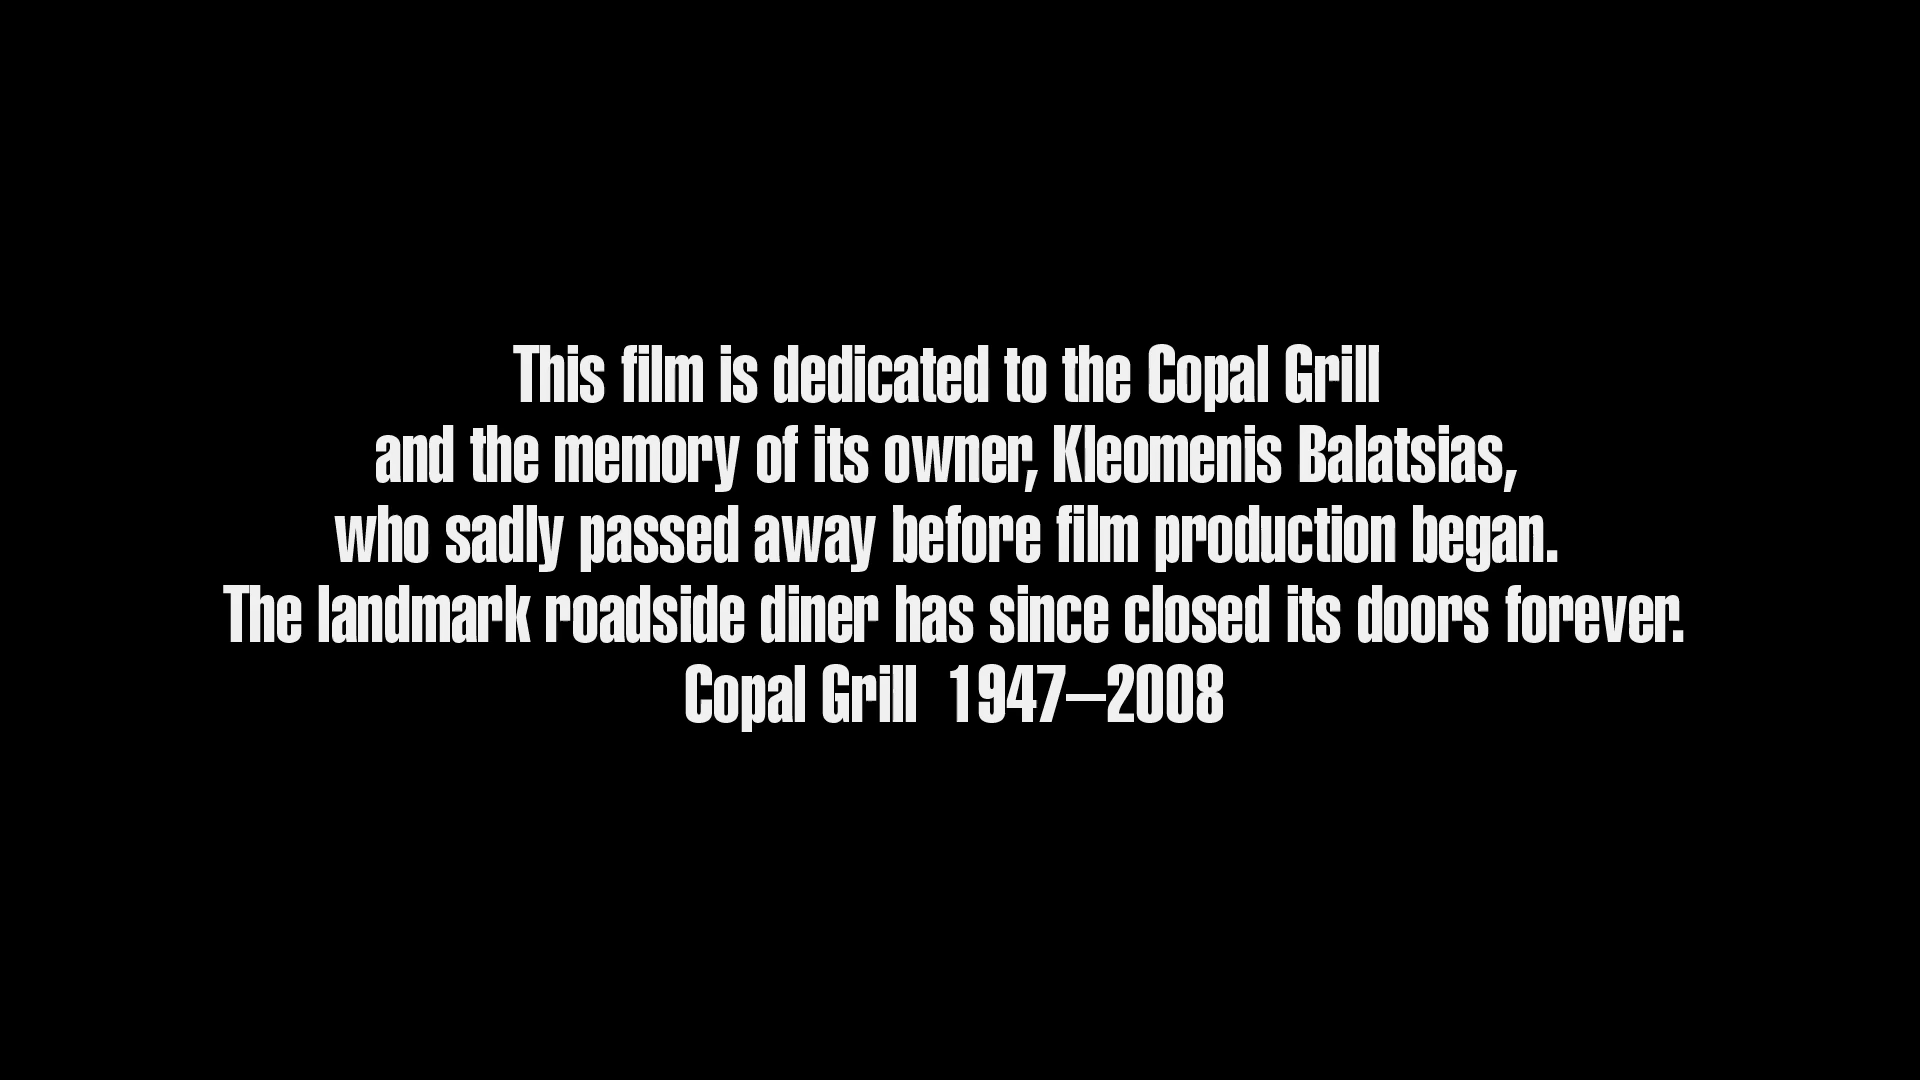 This film is dedicated to the Copal Grill
and the memory of its owner, Kleomenis Balatsias,
who sadly passed away before film production began.
The landmark roadside diner has since closed its doors forever.
Copal Grill 1947—2008